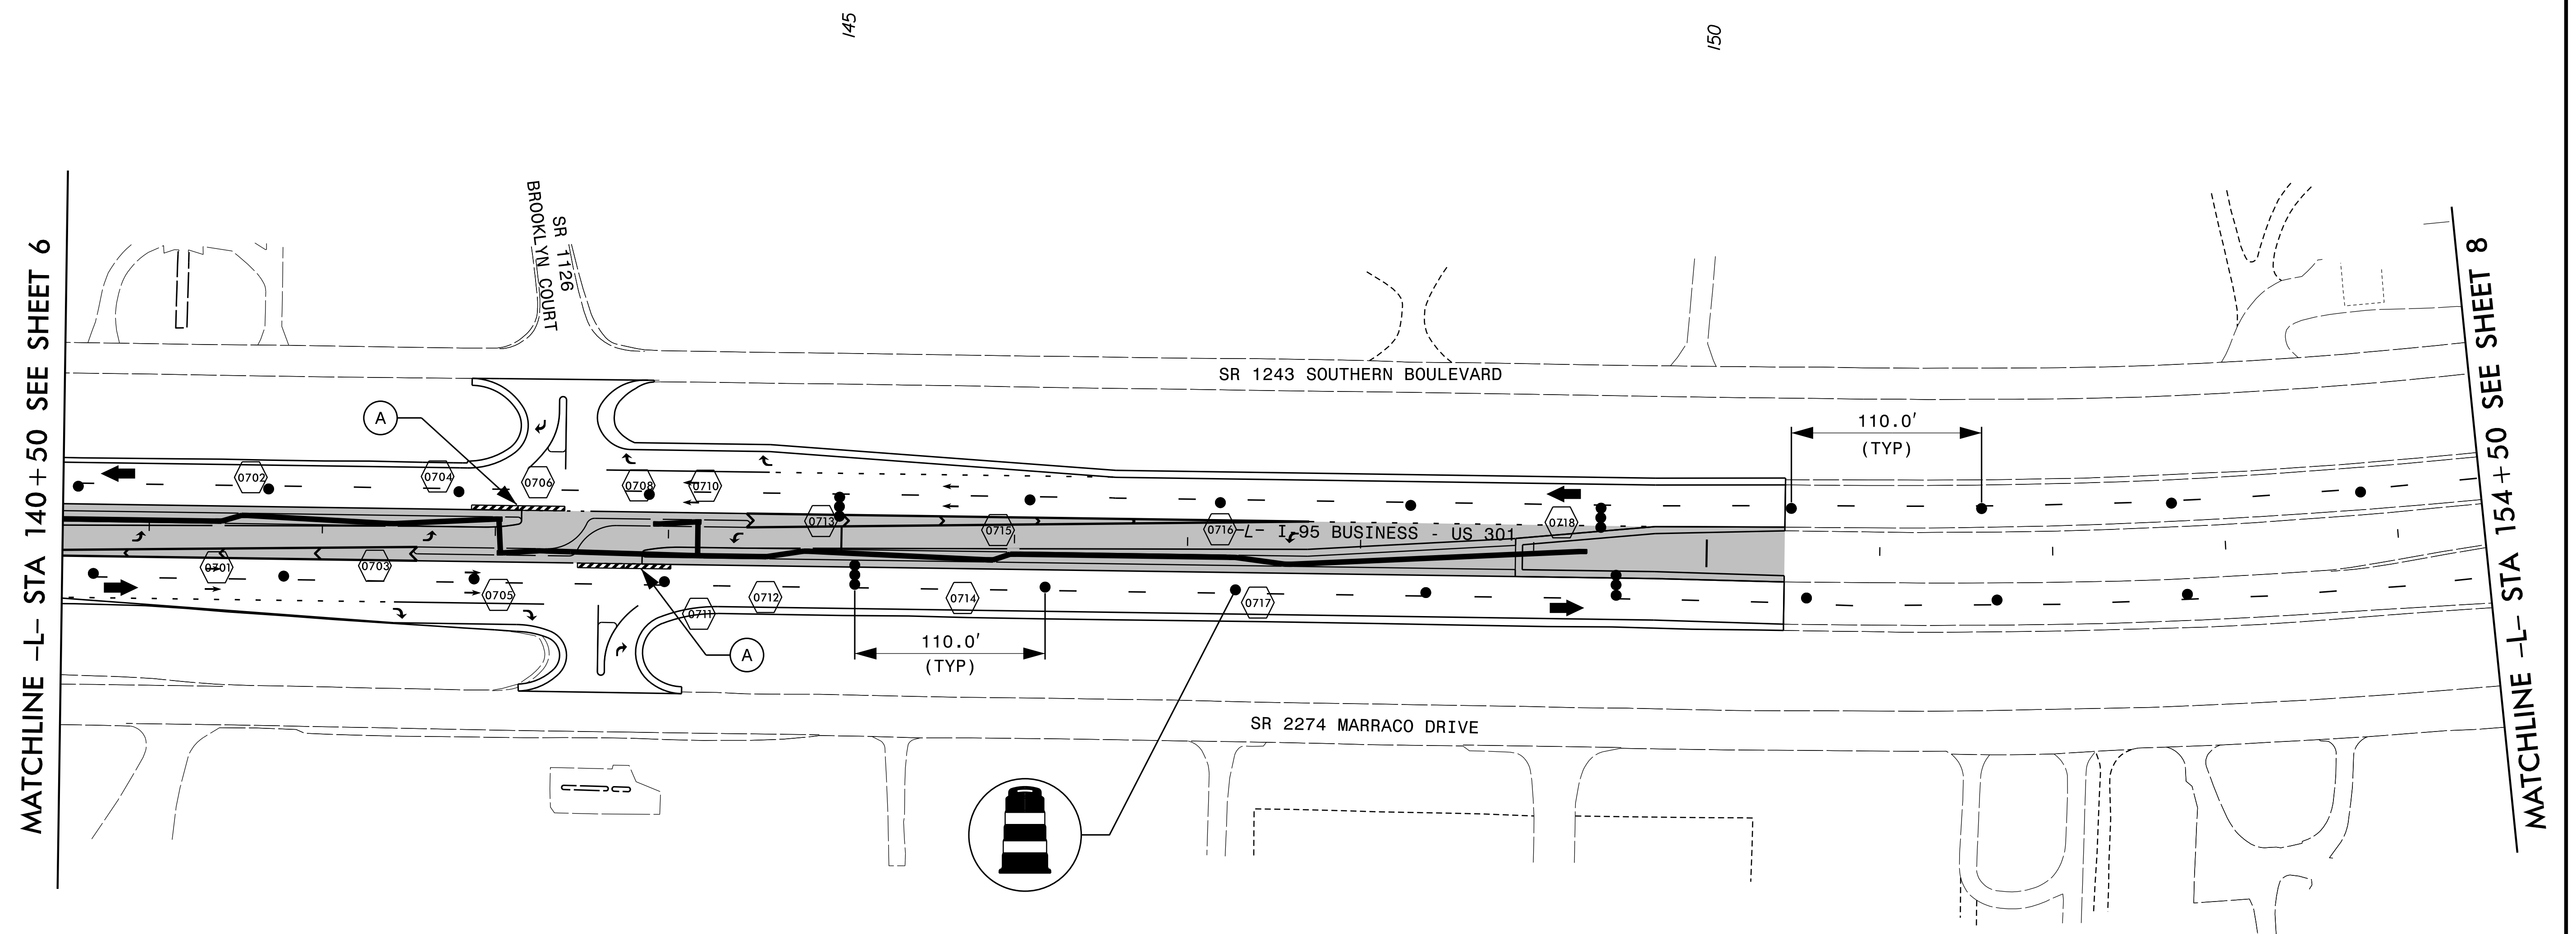 145
150
MATCHLINE -L- STA 140+50 SEE SHEET 6
SR 1126
BROOKLYN COURT
MATCHLINE -L- STA 154+50 SEE SHEET 8
SR 1243 SOUTHERN BOULEVARD
A
110.0'
(TYP)
0702
0704
0706
0708
0710
0713
0715
0716
-L- I-95 BUSINESS - US 301
0718
0701
0703
0705
0711
0712
0714
0717
110.0'
(TYP)
A
SR 2274 MARRACO DRIVE